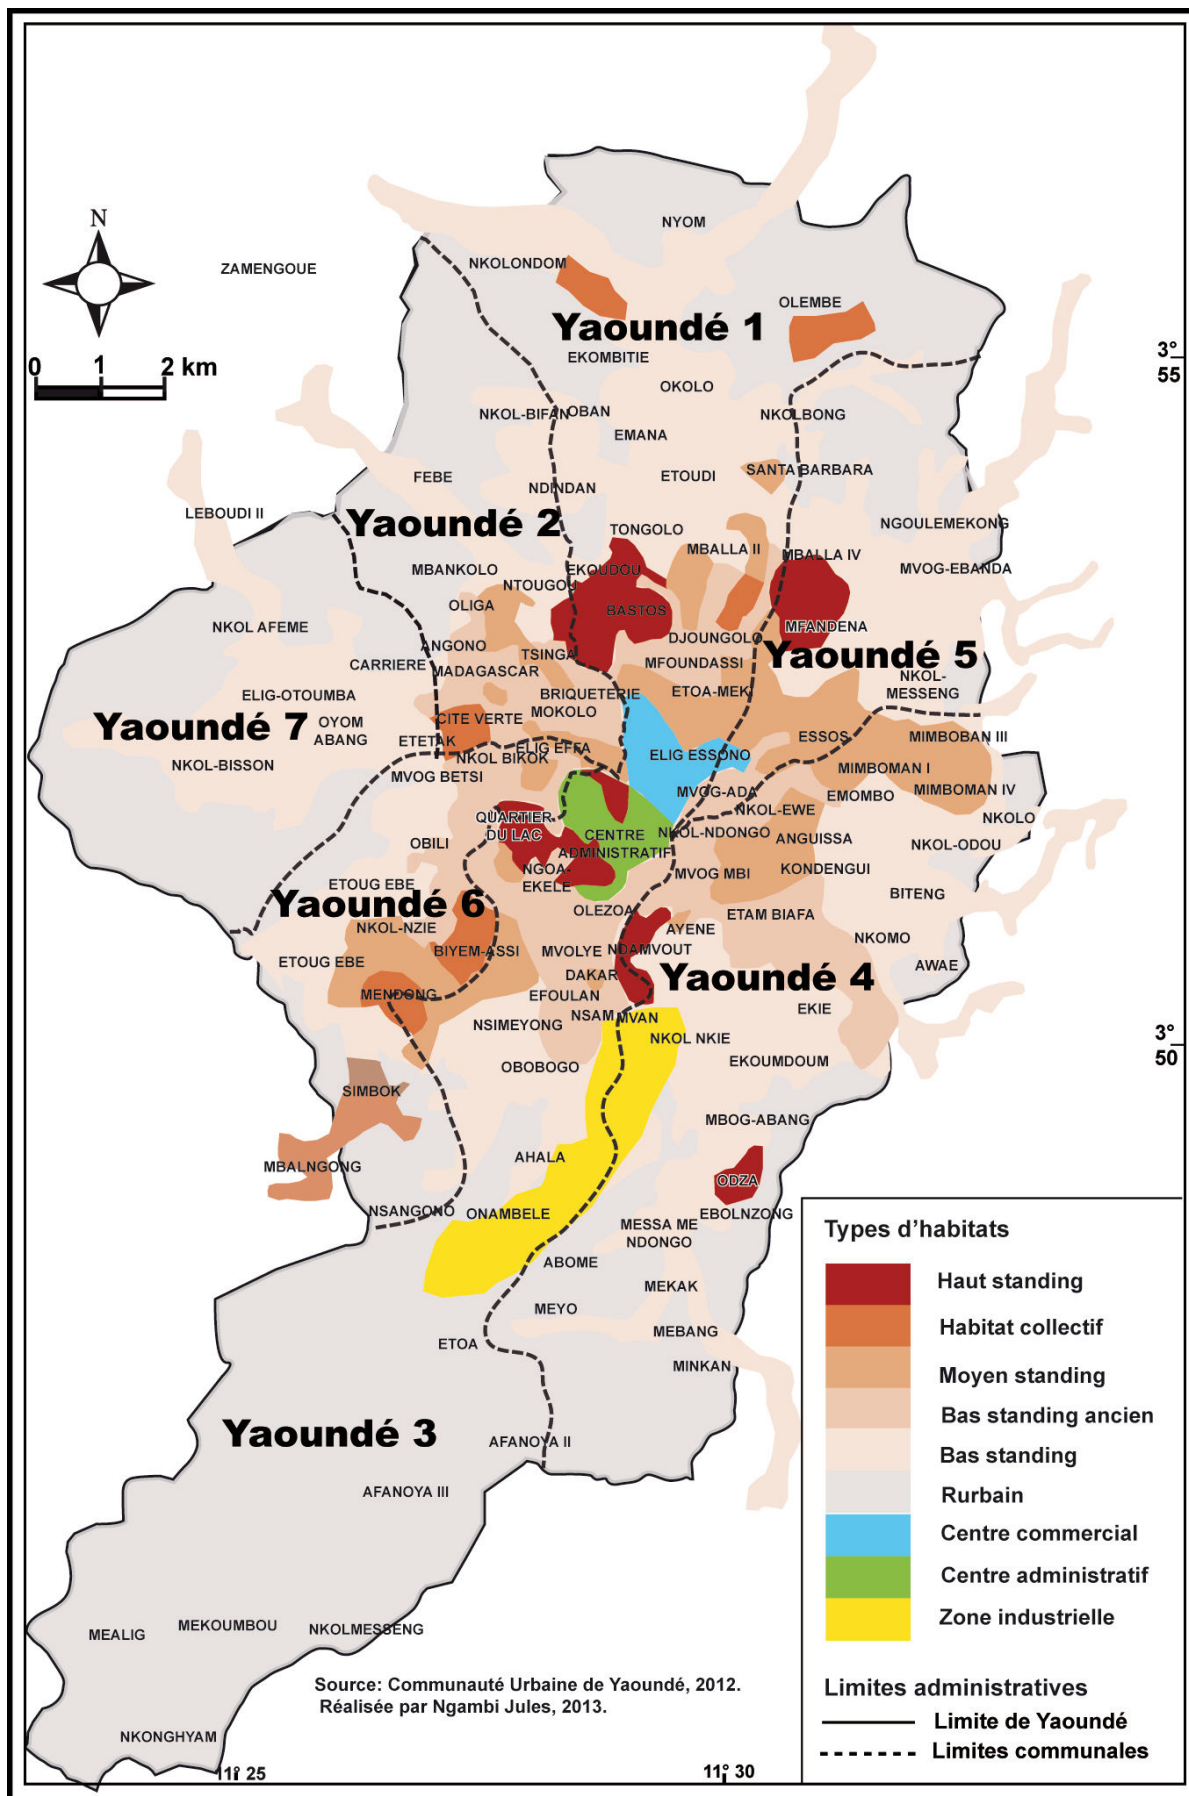 NYOM
N
ZAMENGOUE
NKOLONDOM
OLEMBE
Yaoundé 1
3°
55
0 1 2 km
EKOMBITIE
OKOLO
NKOL-BIFAN
OBAN
NKOLBONG
EMANA
SANTA BARBARA
ETOUDI
FEBE
NDINDAN
LEBOUDI II
Yaoundé 2
TONGOLO
NGOULEMEKONG
MBALLA II
MBALLA IV
MBANKOLO
EKOUDOU
MVOG-EBANDA
NTOUGOU
OLIGA
BASTOS
NKOL AFEME
MFANDENA
DJOUNGOLO
ANGONO
TSINGA
Yaoundé 5
CARRIERE
MADAGASCAR
MFOUNDASSI
NKOL-
MESSENG
ELIG-OTOUMBA
BRIQUETERIE
ETOA-MEKI
MOKOLO
Yaoundé 7
OYOM
ABANG
CITE VERTE
ETETAK
ELIG EFFA
ESSOS
MIMBOBAN III
NKOL BIKOK
ELIG ESSONO
NKOL-BISSON
MVOG BETSI
MIMBOMAN I
MVOG-ADA
EMOMBO
MIMBOMAN IV
NKOL-EWE
QUARTIER
DU LAC
NKOLO
CENTRE
ADMINISTRATIF
NKOL-NDONGO
ANGUISSA
OBILI
NKOL-ODOU
NGOA-
EKELE
MVOG MBI
KONDENGUI
ETOUG EBE
BITENG
Yaoundé 6
OLEZOA
ETAM BIAFA
NKOL-NZIE
AYENE
NKOMO
BIYEM-ASSI
MVOLYE
NDAMVOUT
ETOUG EBE
AWAE
DAKAR
Yaoundé 4
MENDONG
EFOULAN
EKIE
NSAM
MVAN
NSIMEYONG
3°
50
NKOL NKIE
OBOBOGO
EKOUMDOUM
SIMBOK
MBOG-ABANG
AHALA
MBALNGONG
ODZA
NSANGONO
ONAMBELE
EBOLNZONG
MESSA ME
NDONGO
ABOME
MEKAK
MEYO
MEBANG
ETOA
MINKAN
Yaoundé 3
AFANOYA II
AFANOYA III
MEALIG
MEKOUMBOU
NKOLMESSENG
NKONGHYAM
Source: Communauté Urbaine de Yaoundé, 2012.
Réalisée par Ngambi Jules, 2013.
11° 25
11° 30
Types d’habitats
Haut standing
Habitat collectif
Moyen standing
Bas standing ancien
Bas standing
Rurbain
Centre commercial
Centre administratif
Zone industrielle
Limites administratives
Limite de Yaoundé
Limites communales